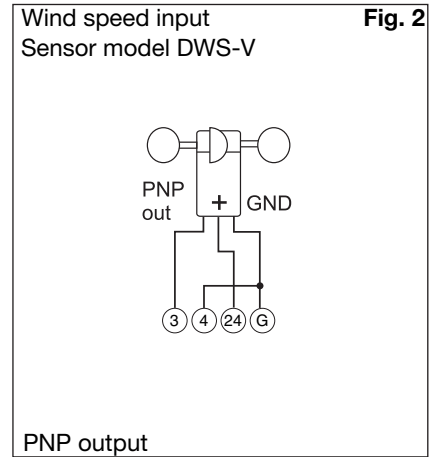 Wind speed input Fig. 2
Sensor model DWS-V
PNP
out
+ GND
3 4 24 G
PNP output